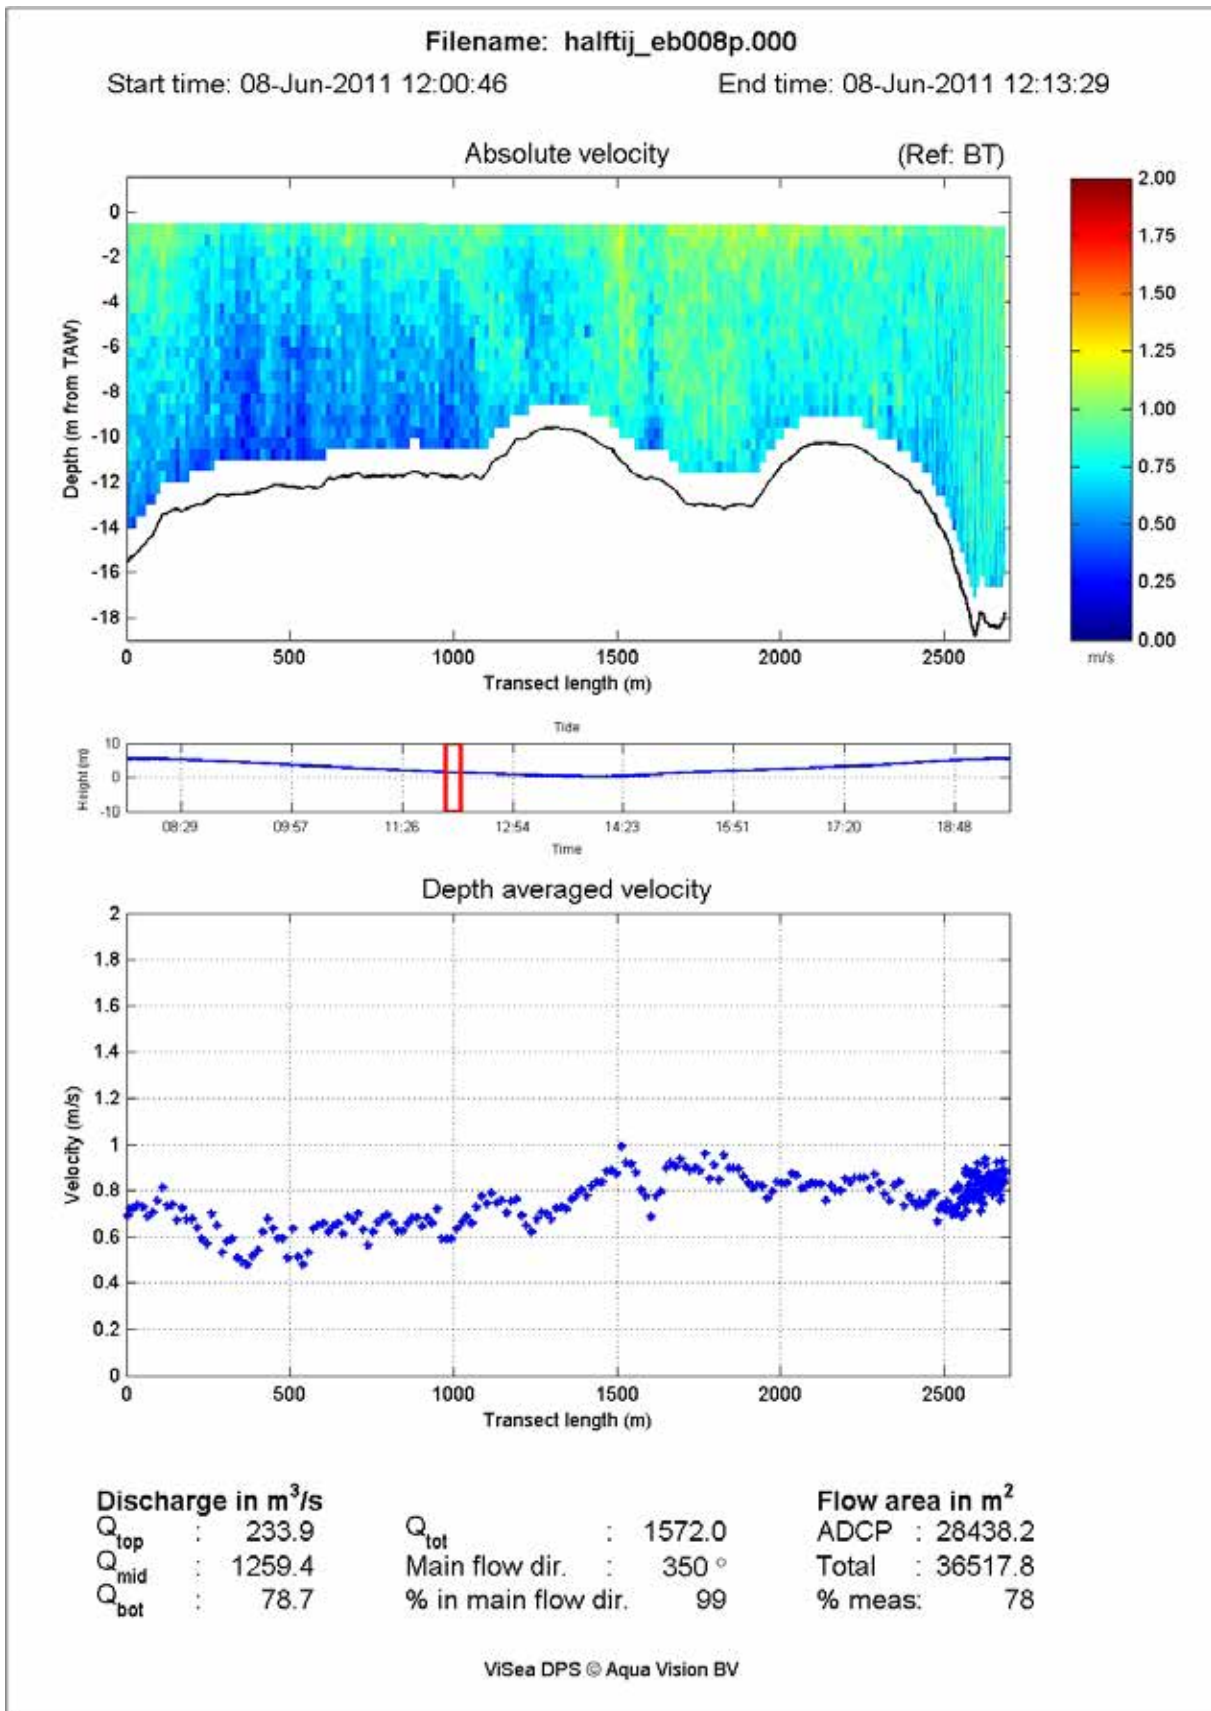 Filename: halftij_eb008p.000
Start time: 08-Jun-2011 12:00:46 End time: 08-Jun-2011 12:13:29
Absolute velocity (Ref: BT)
0
-2
-4
-6
-8
-10
-12
-14
-16
-18
Depth (m from TAW)
0 500 1000 1500 2000 2500
Transect length (m)
2.00
1.75
1.50
1.25
1.00
0.75
0.50
0.25
0.00
m/s
Tide
10
0
-10
Height (m)
08:29 09:57 11:26 12:54 14:23 15:51 17:20 18:48
Time
Depth averaged velocity
2
1.8
1.6
1.4
1.2
1
0.8
0.6
0.4
0.2
0
Velocity (m/s)
0 500 1000 1500 2000 2500
Transect length (m)
Discharge in m³/s Flow area in m²
Q_top : 233.9 Q_tot : 1572.0 ADCP : 28438.2
Q_mid : 1259.4 Main flow dir. : 350 ° Total : 36517.8
Q_bot : 78.7 % in main flow dir. 99 % meas: 78
ViSea DPS © Aqua Vision BV